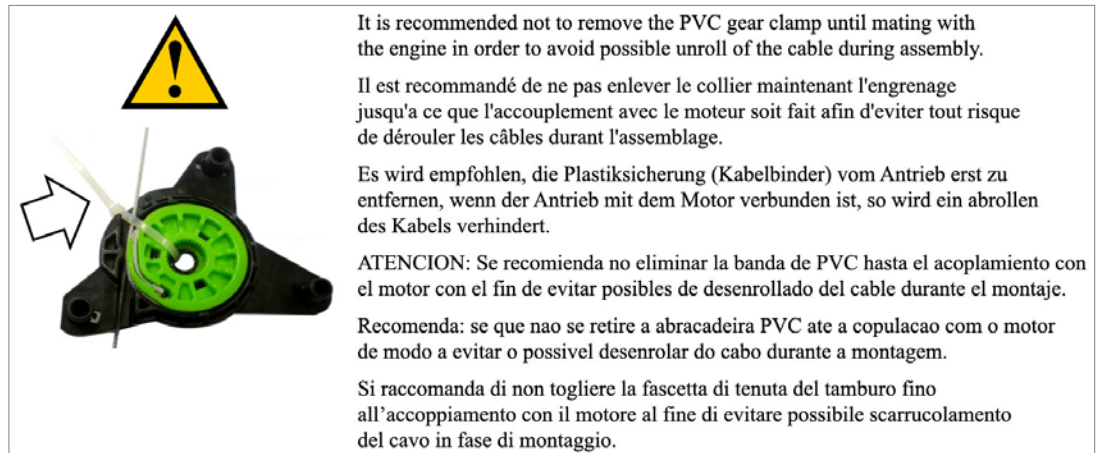 It is recommended not to remove the PVC gear clamp until mating with
the engine in order to avoid possible unroll of the cable during assembly.
Il est recommandé de ne pas enlever le collier maintenant l'engrenage
jusqu'a ce que l'accouplement avec le moteur soit fait afin d'eviter tout risque
de dérouler les câbles durant l'assemblage.
Es wird empfohlen, die Plastiksicherung (Kabelbinder) vom Antrieb erst zu
entfernen, wenn der Antrieb mit dem Motor verbunden ist, so wird ein abrollen
des Kabels verhindert.
ATENCION: Se recomienda no eliminar la banda de PVC hasta el acoplamiento con
el motor con el fin de evitar posibles de desenrollado del cable durante el montaje.
Recomenda: se que nao se retire a abracadeira PVC ate a copulacao com o motor
de modo a evitar o possivel desenrolar do cabo durante a montagem.
Si raccomanda di non togliere la fascetta di tenuta del tamburo fino
all’accoppiamento con il motore al fine di evitare possibile scarrucolamento
del cavo in fase di montaggio.